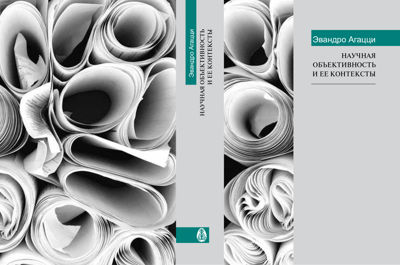 Эвандро Агацци
НАУЧНАЯ ОБЪЕКТИВНОСТЬ
И ЕЕ КОНТЕКСТЫ
Эвандро Агацци
НАУЧНАЯ
ОБЪЕКТИВНОСТЬ
И ЕЕ КОНТЕКСТЫ